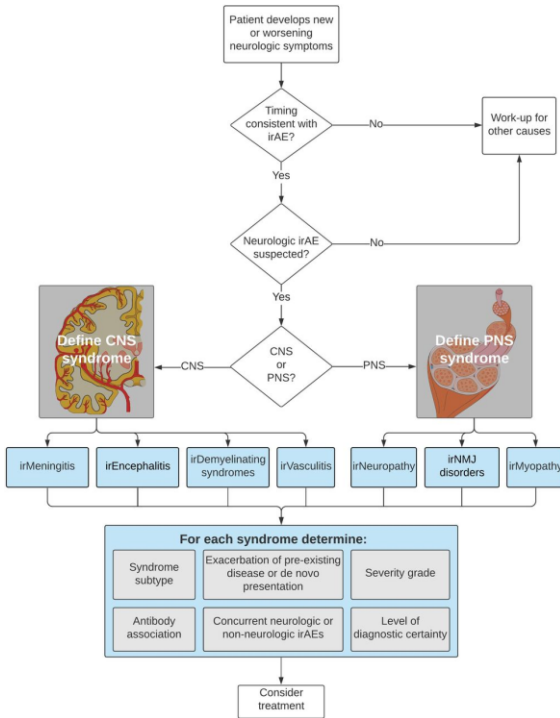 Patient develops new
or worsening
neurologic symptoms
Timing
consistent with
irAE?
No
Work-up for
other causes
Yes
Neurologic irAE
suspected?
No
Yes
Define CNS
syndrome
CNS
CNS
or
PNS?
PNS
Define PNS
syndrome
irMeningitis
irEncephalitis
irDemyelinating
syndromes
irVasculitis
irNeuropathy
irNMJ
disorders
irMyopathy
For each syndrome determine:
Syndrome
subtype
Exacerbation of pre-existing
disease or de novo
presentation
Severity grade
Antibody
association
Concurrent neurologic or
non-neurologic irAEs
Level of
diagnostic certainty
Consider
treatment